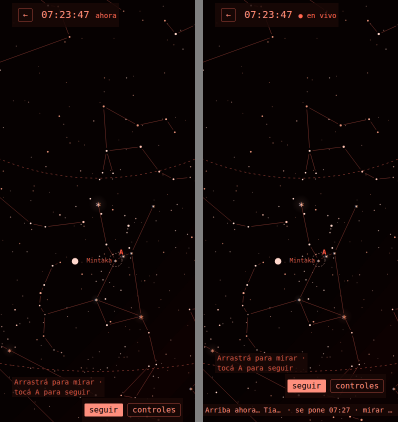 ← 07:23:47 ahora
A
Mintaka
Arrastrá para mirar ·
tocá A para seguir
seguir controles
← 07:23:47 ● en vivo
A
Mintaka
Arrastrá para mirar ·
tocá A para seguir
seguir controles
Arriba ahora… Tia… · se pone 07:27 · mirar …